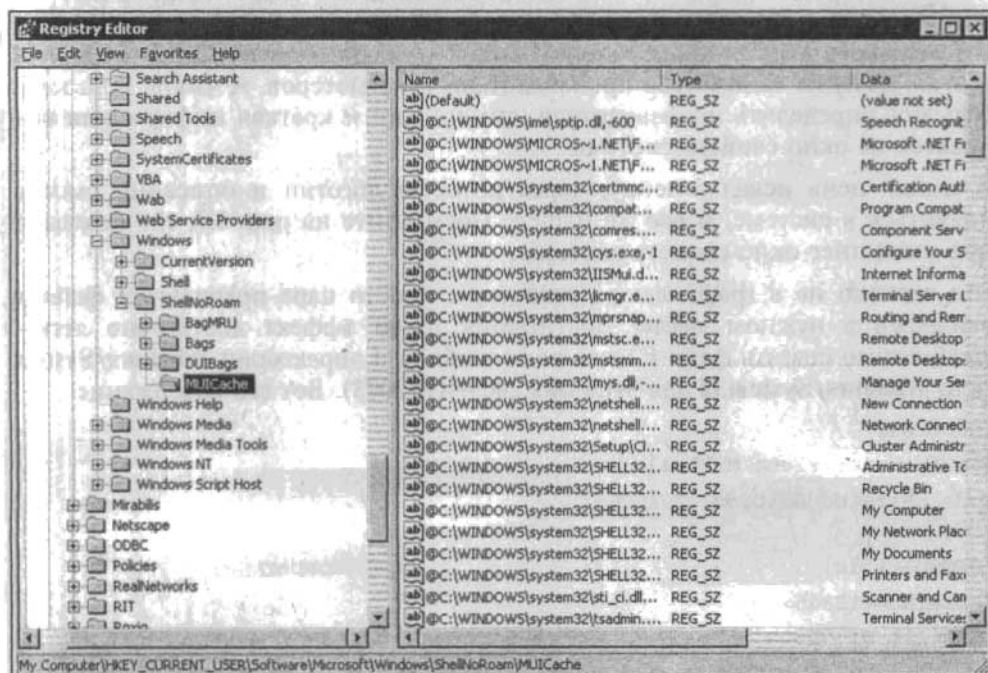 Registry Editor
File Edit View Favorites Help
Search Assistant
Shared
Shared Tools
Speech
SystemCertificates
VBA
Wab
Web Service Providers
Windows
CurrentVersion
Shell
ShellNoRoam
BagMRU
Bags
DUIBags
MUICache
Windows Help
Windows Media
Windows Media Tools
Windows NT
Windows Script Host
Mirabilis
Netscape
ODBC
Policies
RealNetworks
RIT
Roxio
Name Type Data
(Default) REG_SZ (value not set)
@C:\WINDOWS\ime\sptip.dll,-600 REG_SZ Speech Recognit
@C:\WINDOWS\MICROS~1.NET\F... REG_SZ Microsoft .NET Fr
@C:\WINDOWS\MICROS~1.NET\F... REG_SZ Microsoft .NET Fr
@C:\WINDOWS\system32\certmmc... REG_SZ Certification Auth
@C:\WINDOWS\system32\compat... REG_SZ Program Compat
@C:\WINDOWS\system32\comres.... REG_SZ Component Serv
@C:\WINDOWS\system32\cys.exe,-1 REG_SZ Configure Your S
@C:\WINDOWS\system32\IISMui.d... REG_SZ Internet Informa
@C:\WINDOWS\system32\licmgr.e... REG_SZ Terminal Server L
@C:\WINDOWS\system32\mprsnap... REG_SZ Routing and Rem
@C:\WINDOWS\system32\mstsc.e... REG_SZ Remote Desktop
@C:\WINDOWS\system32\mstsmm... REG_SZ Remote Desktops
@C:\WINDOWS\system32\mys.dll,-... REG_SZ Manage Your Ser
@C:\WINDOWS\system32\netshell.... REG_SZ New Connection
@C:\WINDOWS\system32\netshell.... REG_SZ Network Connect
@C:\WINDOWS\system32\Setup\Cl... REG_SZ Cluster Administr
@C:\WINDOWS\system32\SHELL32... REG_SZ Administrative To
@C:\WINDOWS\system32\SHELL32... REG_SZ Recycle Bin
@C:\WINDOWS\system32\SHELL32... REG_SZ My Computer
@C:\WINDOWS\system32\SHELL32... REG_SZ My Network Place
@C:\WINDOWS\system32\SHELL32... REG_SZ My Documents
@C:\WINDOWS\system32\SHELL32... REG_SZ Printers and Faxe
@C:\WINDOWS\system32\sti_ci.dll... REG_SZ Scanner and Can
@C:\WINDOWS\system32\tsadmin.... REG_SZ Terminal Services
My Computer\HKEY_CURRENT_USER\Software\Microsoft\Windows\ShellNoRoam\MUICache